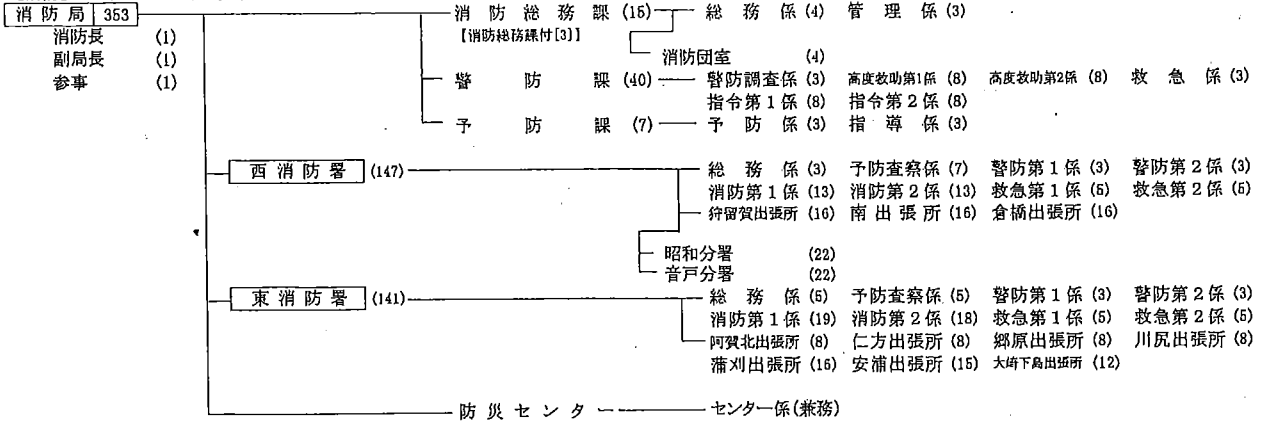 消防局 353 消防総務課 (15) 総務係 (4) 管理係 (3)
消防長 (1) 【消防総務課付[3]】
副局長 (1) 消防団室 (4)
参事 (1) 警防課 (40) 警防調査係 (3) 高度救助第1係 (8) 高度救助第2係 (8) 救急係 (3)
指令第1係 (8) 指令第2係 (8)
予防課 (7) 予防係 (3) 指導係 (3)
西消防署 (147) 総務係 (3) 予防査察係 (7) 警防第1係 (3) 警防第2係 (3)
消防第1係 (13) 消防第2係 (13) 救急第1係 (5) 救急第2係 (5)
狩留賀出張所 (16) 南出張所 (16) 倉橋出張所 (16)
昭和分署 (22)
音戸分署 (22)
東消防署 (141) 総務係 (5) 予防査察係 (5) 警防第1係 (3) 警防第2係 (3)
消防第1係 (19) 消防第2係 (18) 救急第1係 (5) 救急第2係 (5)
阿賀北出張所 (8) 仁方出張所 (8) 郷原出張所 (8) 川尻出張所 (8)
蒲刈出張所 (15) 安浦出張所 (15) 大崎下島出張所 (12)
防災センター センター係(兼務)